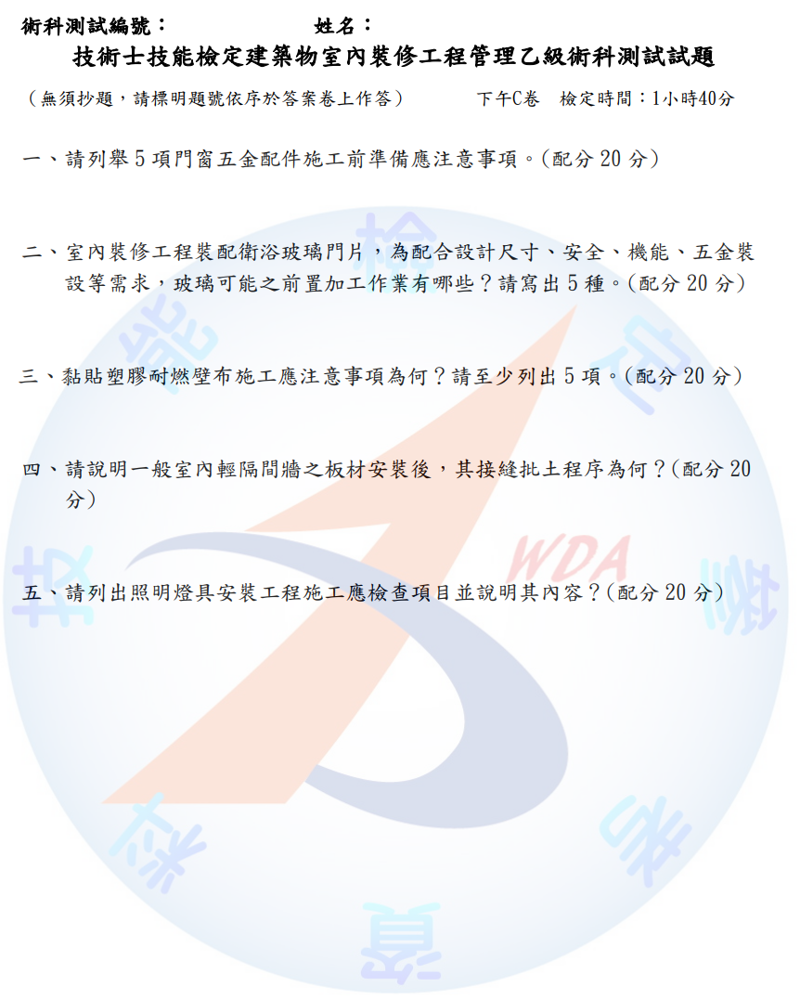 術科測試編號：　　　　　　　姓名：
技術士技能檢定建築物室內裝修工程管理乙級術科測試試題
（無須抄題，請標明題號依序於答案卷上作答）　　　下午C卷　檢定時間：1小時40分
一、請列舉 5 項門窗五金配件施工前準備應注意事項。(配分 20 分)
二、室內裝修工程裝配衛浴玻璃門片，為配合設計尺寸、安全、機能、五金裝
設等需求，玻璃可能之前置加工作業有哪些？請寫出 5 種。(配分 20 分)
三、黏貼塑膠耐燃壁布施工應注意事項為何？請至少列出 5 項。(配分 20 分)
四、請說明一般室內輕隔間牆之板材安裝後，其接縫批土程序為何？(配分 20
分)
五、請列出照明燈具安裝工程施工應檢查項目並說明其內容？(配分 20 分)
技能檢定參考資料
WDA